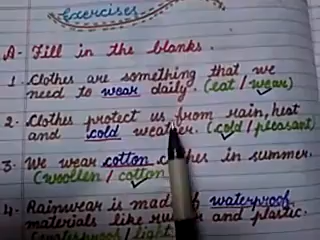 Exercises
A- Fill in the blanks.
1. Clothes are something that we
need to wear daily (eat / wear)
2. Clothes protect us from rain, heat
and cold weather. (cold / pleasant)
3. We wear cotton clothes in summer.
(woollen / cotton
4. Rainwear is made of waterproof
materials like and plastic.
(waterproof / light